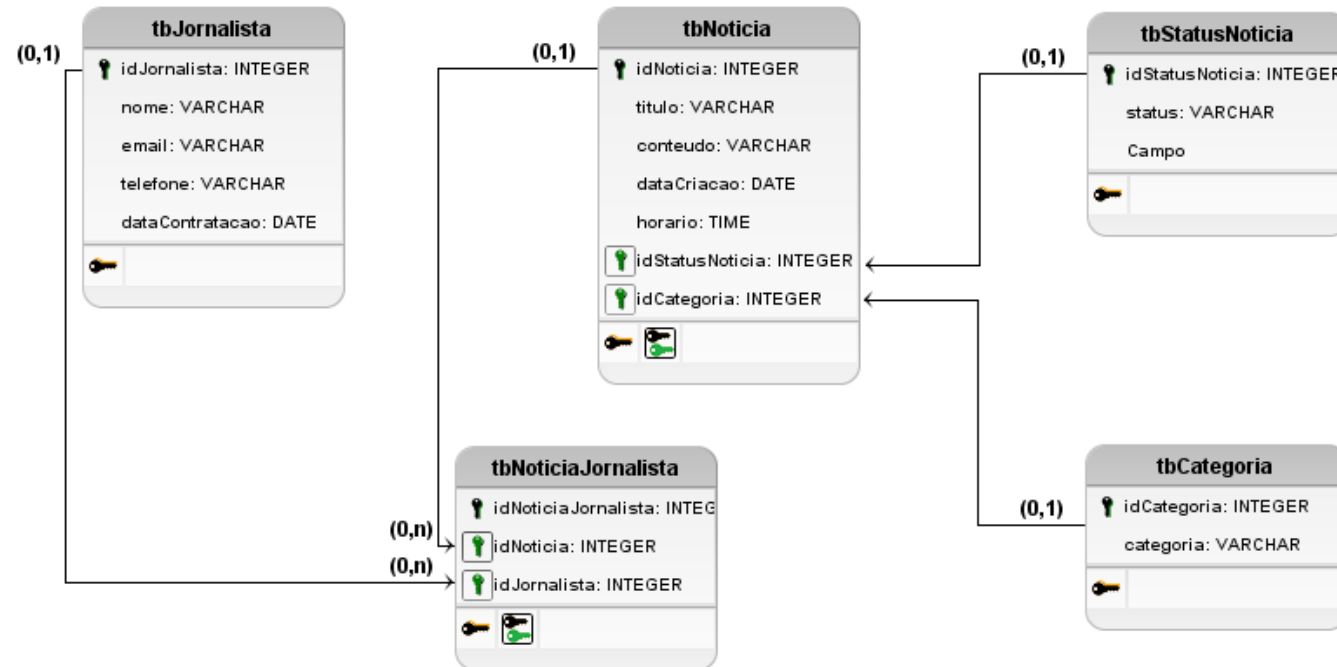 tbJornalista
(0,1)
idJornalista: INTEGER
nome: VARCHAR
email: VARCHAR
telefone: VARCHAR
dataContratacao: DATE
tbNoticia
(0,1)
idNoticia: INTEGER
titulo: VARCHAR
conteudo: VARCHAR
dataCriacao: DATE
horario: TIME
idStatusNoticia: INTEGER
idCategoria: INTEGER
tbStatusNoticia
(0,1)
idStatusNoticia: INTEGER
status: VARCHAR
Campo
tbNoticiaJornalista
idNoticiaJornalista: INTEG
(0,n)
idNoticia: INTEGER
(0,n)
idJornalista: INTEGER
tbCategoria
(0,1)
idCategoria: INTEGER
categoria: VARCHAR